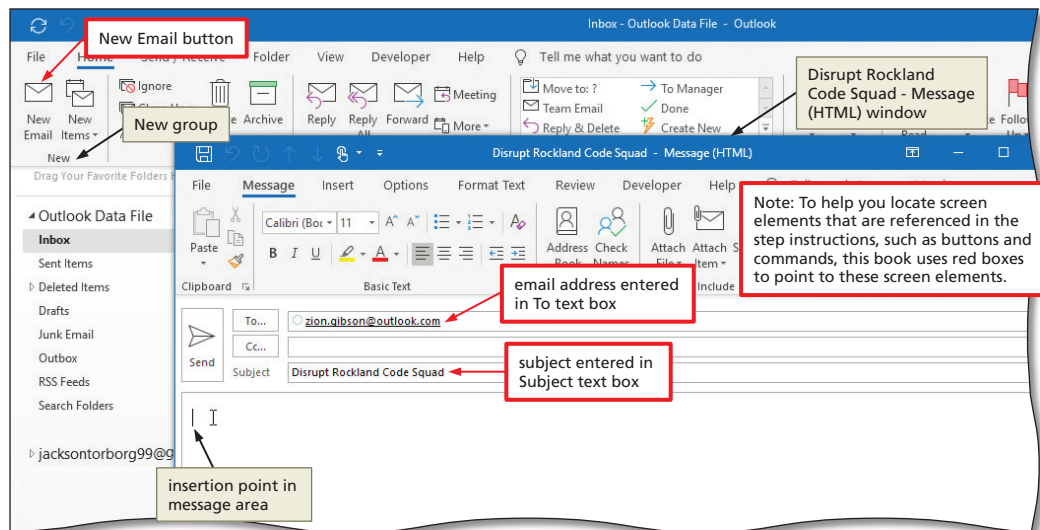 Inbox - Outlook Data File - Outlook
New Email button
File Home Send / Receive Folder View Developer Help Tell me what you want to do
Ignore
New Email
New Items
Archive
Reply
Reply All
Forward
Meeting
More
Move to: ?
Team Email
Reply & Delete
To Manager
Done
Create New
Read
Follow Up
New
New group
Disrupt Rockland
Code Squad - Message
(HTML) window
Drag Your Favorite Folders
Outlook Data File
Inbox
Sent Items
Deleted Items
Drafts
Junk Email
Outbox
RSS Feeds
Search Folders
jacksontorborg99@g
Disrupt Rockland Code Squad - Message (HTML)
File Message Insert Options Format Text Review Developer Help
Paste
Calibri (Boc 11
B I U
Address Book
Check Names
Attach File
Attach Item
Clipboard
Basic Text
Include
Note: To help you locate screen
elements that are referenced in the
step instructions, such as buttons and
commands, this book uses red boxes
to point to these screen elements.
email address entered
in To text box
Send
To... zion.gibson@outlook.com
Cc...
Subject Disrupt Rockland Code Squad
subject entered in
Subject text box
insertion point in
message area